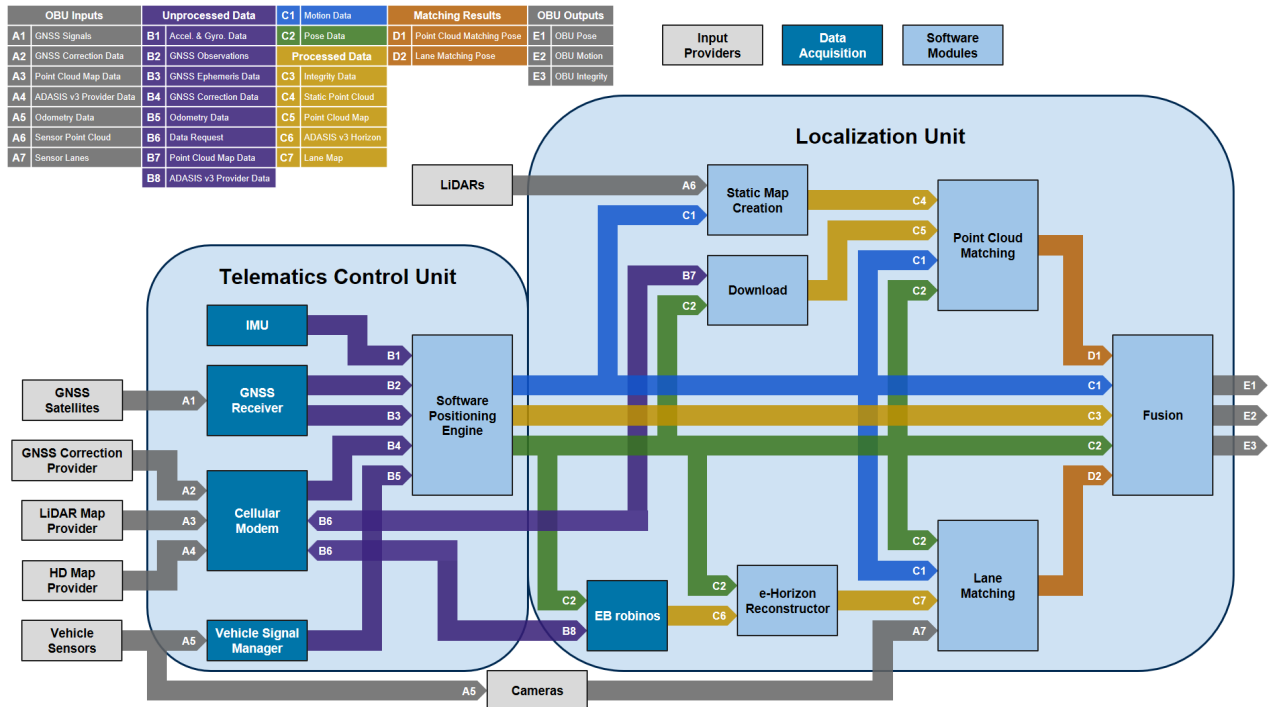 OBU Inputs
Unprocessed Data
C1 Motion Data
Matching Results
OBU Outputs
A1 GNSS Signals
B1 Accel. & Gyro. Data
C2 Pose Data
D1 Point Cloud Matching Pose
E1 OBU Pose
A2 GNSS Correction Data
B2 GNSS Observations
Processed Data
D2 Lane Matching Pose
E2 OBU Motion
A3 Point Cloud Map Data
B3 GNSS Ephemeris Data
C3 Integrity Data
E3 OBU Integrity
A4 ADASIS v3 Provider Data
B4 GNSS Correction Data
C4 Static Point Cloud
A5 Odometry Data
B5 Odometry Data
C5 Point Cloud Map
A6 Sensor Point Cloud
B6 Data Request
C6 ADASIS v3 Horizon
A7 Sensor Lanes
B7 Point Cloud Map Data
C7 Lane Map
B8 ADASIS v3 Provider Data
Input
Providers
Data
Acquisition
Software
Modules
Localization Unit
LiDARs
A6
C1
Static Map
Creation
C4
C5
C1
C2
Point Cloud
Matching
Telematics Control Unit
B7
C2
Download
IMU
B1
GNSS
Satellites
A1
GNSS
Receiver
B2
B3
B4
B5
Software
Positioning
Engine
D1
C1
C3
C2
D2
Fusion
E1
E2
E3
GNSS Correction
Provider
A2
LiDAR Map
Provider
A3
HD Map
Provider
A4
Cellular
Modem
B6
B6
C2
B8
EB robinos
C2
C6
e-Horizon
Reconstructor
C2
C1
C7
A7
Lane
Matching
Vehicle
Sensors
A5
Vehicle Signal
Manager
A5
Cameras